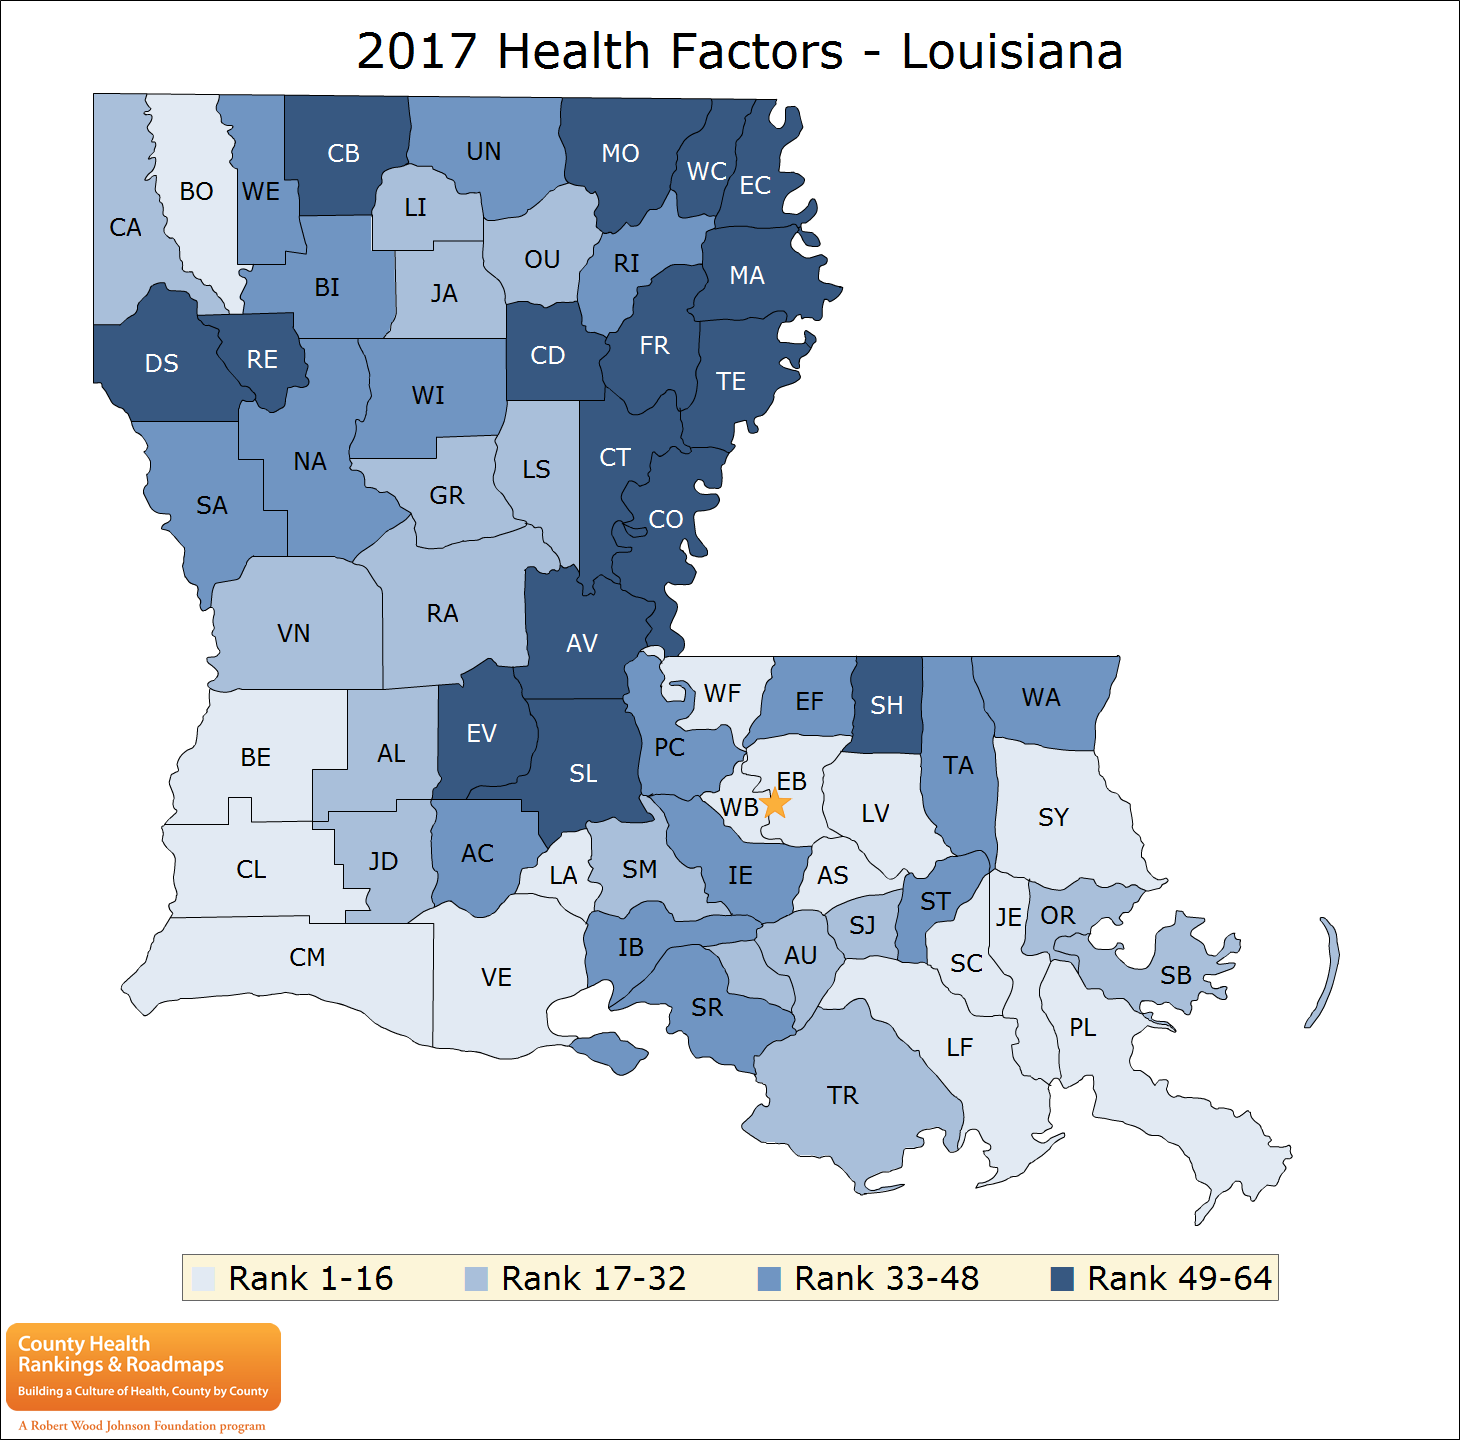 2017 Health Factors - Louisiana
CB
UN
MO
WC
EC
BO
WE
LI
CA
OU
RI
MA
BI
JA
DS
RE
CD
FR
TE
WI
NA
LS
CT
GR
SA
CO
VN
RA
AV
WF
EF
SH
WA
BE
AL
EV
PC
SL
TA
EB
WB
LV
SY
CL
JD
AC
LA
SM
IE
AS
ST
JE
OR
SJ
CM
VE
IB
AU
SC
SB
SR
PL
LF
TR
Rank 1-16 Rank 17-32 Rank 33-48 Rank 49-64
County Health
Rankings & Roadmaps
Building a Culture of Health, County by County
A Robert Wood Johnson Foundation program